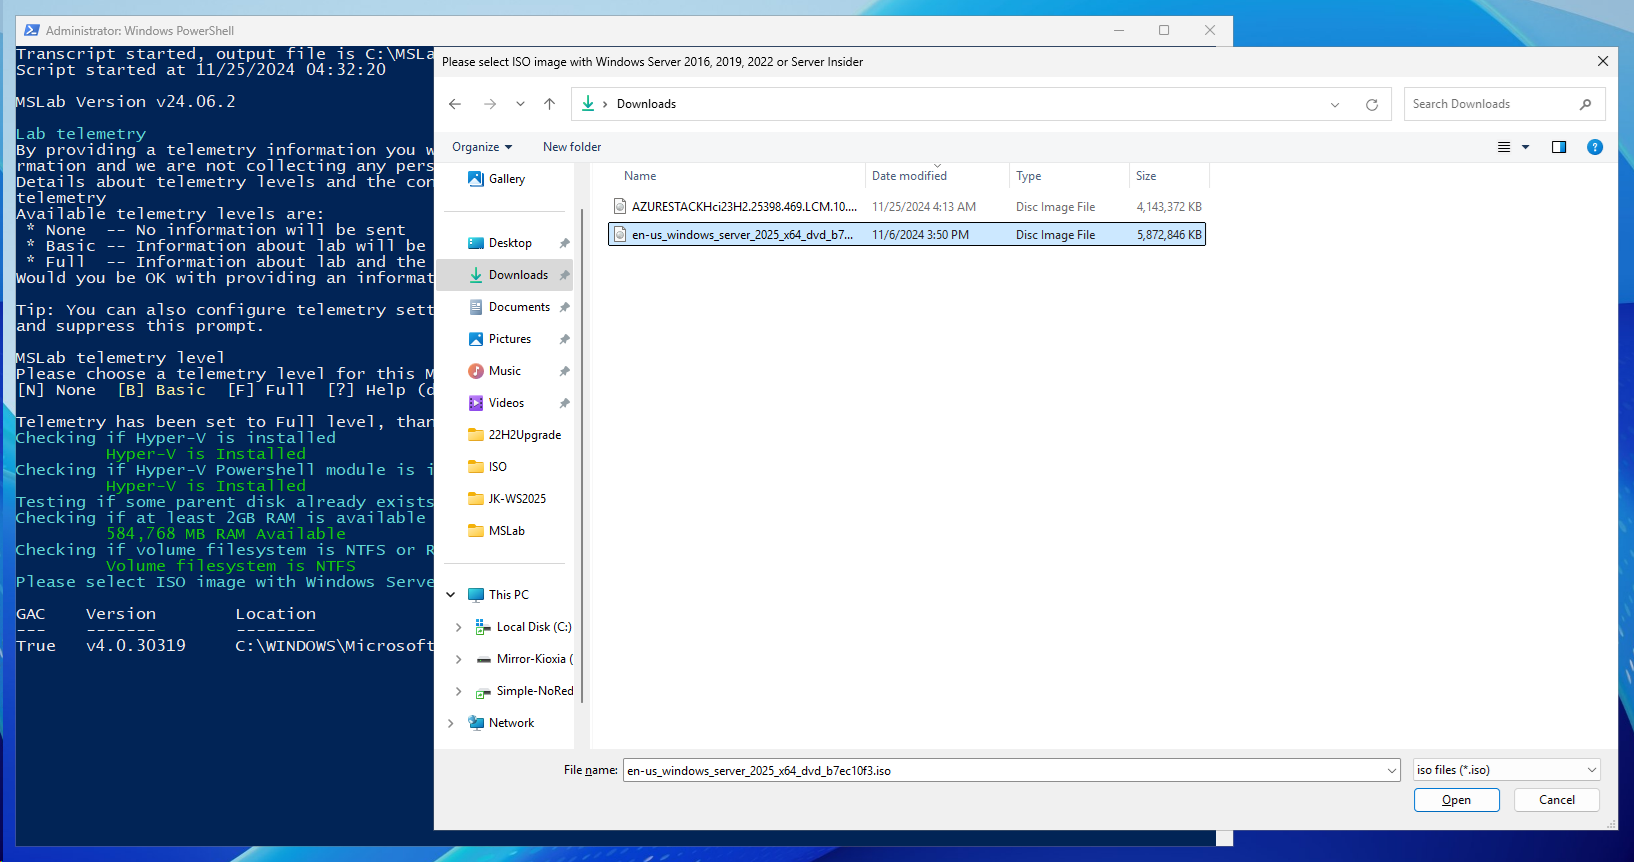 Administrator: Windows PowerShell
Transcript started, output file is C:\MSLa
Script started at 11/25/2024 04:32:20
MSLab Version v24.06.2
Lab telemetry
By providing a telemetry information you w
rmation and we are not collecting any pers
Details about telemetry levels and the con
telemetry
Available telemetry levels are:
* None -- No information will be sent
* Basic -- Information about lab will be
* Full -- Information about lab and the
Would you be OK with providing an informat
Tip: You can also configure telemetry sett
and suppress this prompt.
MSLab telemetry level
Please choose a telemetry level for this M
[N] None [B] Basic [F] Full [?] Help (d
Telemetry has been set to Full level, than
Checking if Hyper-V is installed
Hyper-V is Installed
Checking if Hyper-V Powershell module is i
Hyper-V is Installed
Testing if some parent disk already exists
Checking if at least 2GB RAM is available
584,768 MB RAM Available
Checking if volume filesystem is NTFS or R
Volume filesystem is NTFS
Please select ISO image with Windows Serve
GAC Version Location
--- ------- --------
True v4.0.30319 C:\WINDOWS\Microsoft
Please select ISO image with Windows Server 2016, 2019, 2022 or Server Insider
Downloads
Search Downloads
Organize
New folder
Gallery
Desktop
Downloads
Documents
Pictures
Music
Videos
22H2Upgrade
ISO
JK-WS2025
MSLab
This PC
Local Disk (C:)
Mirror-Kioxia (
Simple-NoRed
Network
Name Date modified Type Size
AZURESTACKHci23H2.25398.469.LCM.10.... 11/25/2024 4:13 AM Disc Image File 4,143,372 KB
en-us_windows_server_2025_x64_dvd_b7... 11/6/2024 3:50 PM Disc Image File 5,872,846 KB
File name: en-us_windows_server_2025_x64_dvd_b7ec10f3.iso
iso files (*.iso)
Open
Cancel